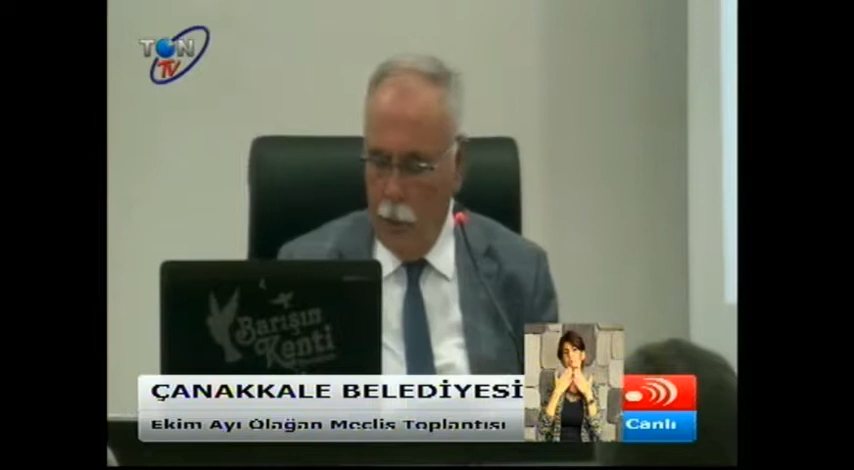 TON
TV
Barışın
Kenti
ÇANAKKALE BELEDİYESİ
Ekim Ayı Olağan Meclis Toplantısı
Canlı